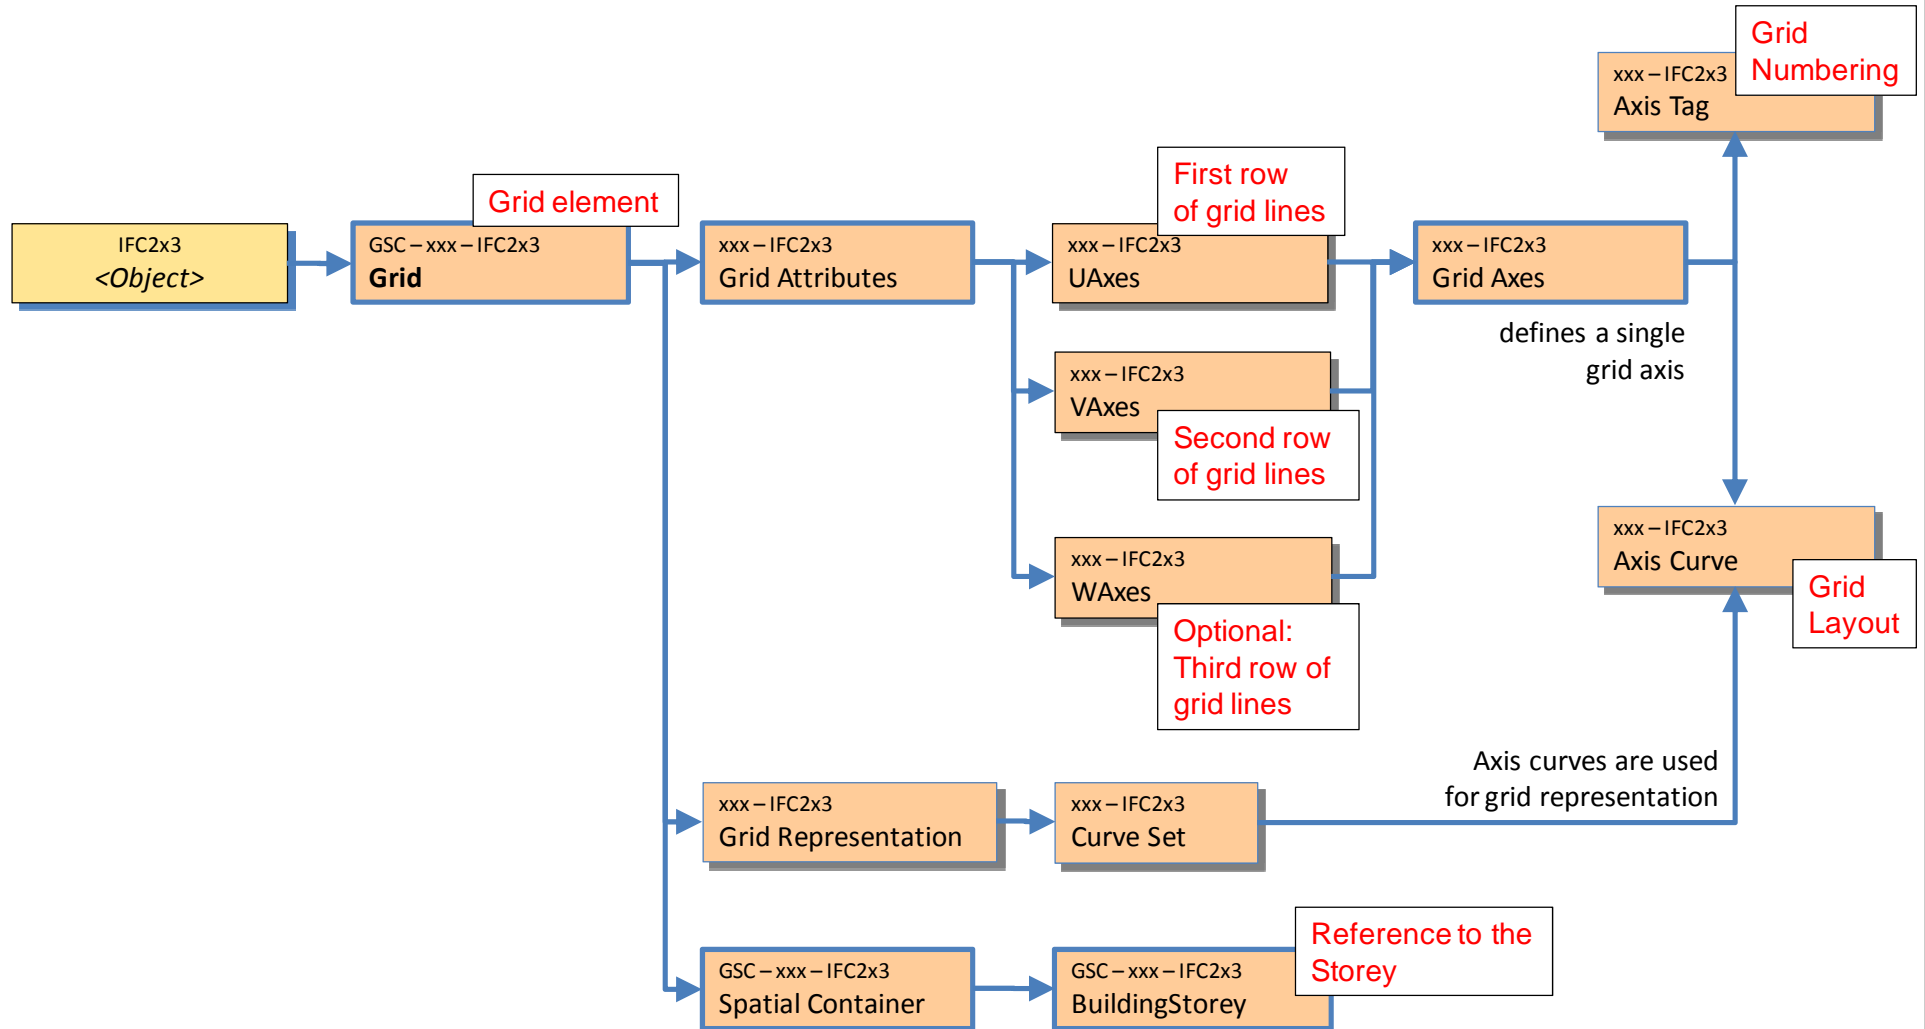 Grid
Numbering
xxx – IFC2x3
Axis Tag
First row
of grid lines
Grid element
IFC2x3
<Object>
GSC – xxx – IFC2x3
Grid
xxx – IFC2x3
Grid Attributes
xxx – IFC2x3
UAxes
xxx – IFC2x3
Grid Axes
defines a single
grid axis
xxx – IFC2x3
VAxes
Second row
of grid lines
xxx – IFC2x3
WAxes
Optional:
Third row of
grid lines
xxx – IFC2x3
Axis Curve
Grid
Layout
Axis curves are used
for grid representation
xxx – IFC2x3
Grid Representation
xxx – IFC2x3
Curve Set
Reference to the
Storey
GSC – xxx – IFC2x3
Spatial Container
GSC – xxx – IFC2x3
BuildingStorey